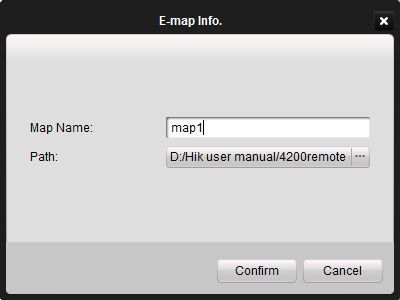 E-map Info.
Map Name: map1
Path: D:/Hik user manual/4200remote ...
Confirm Cancel